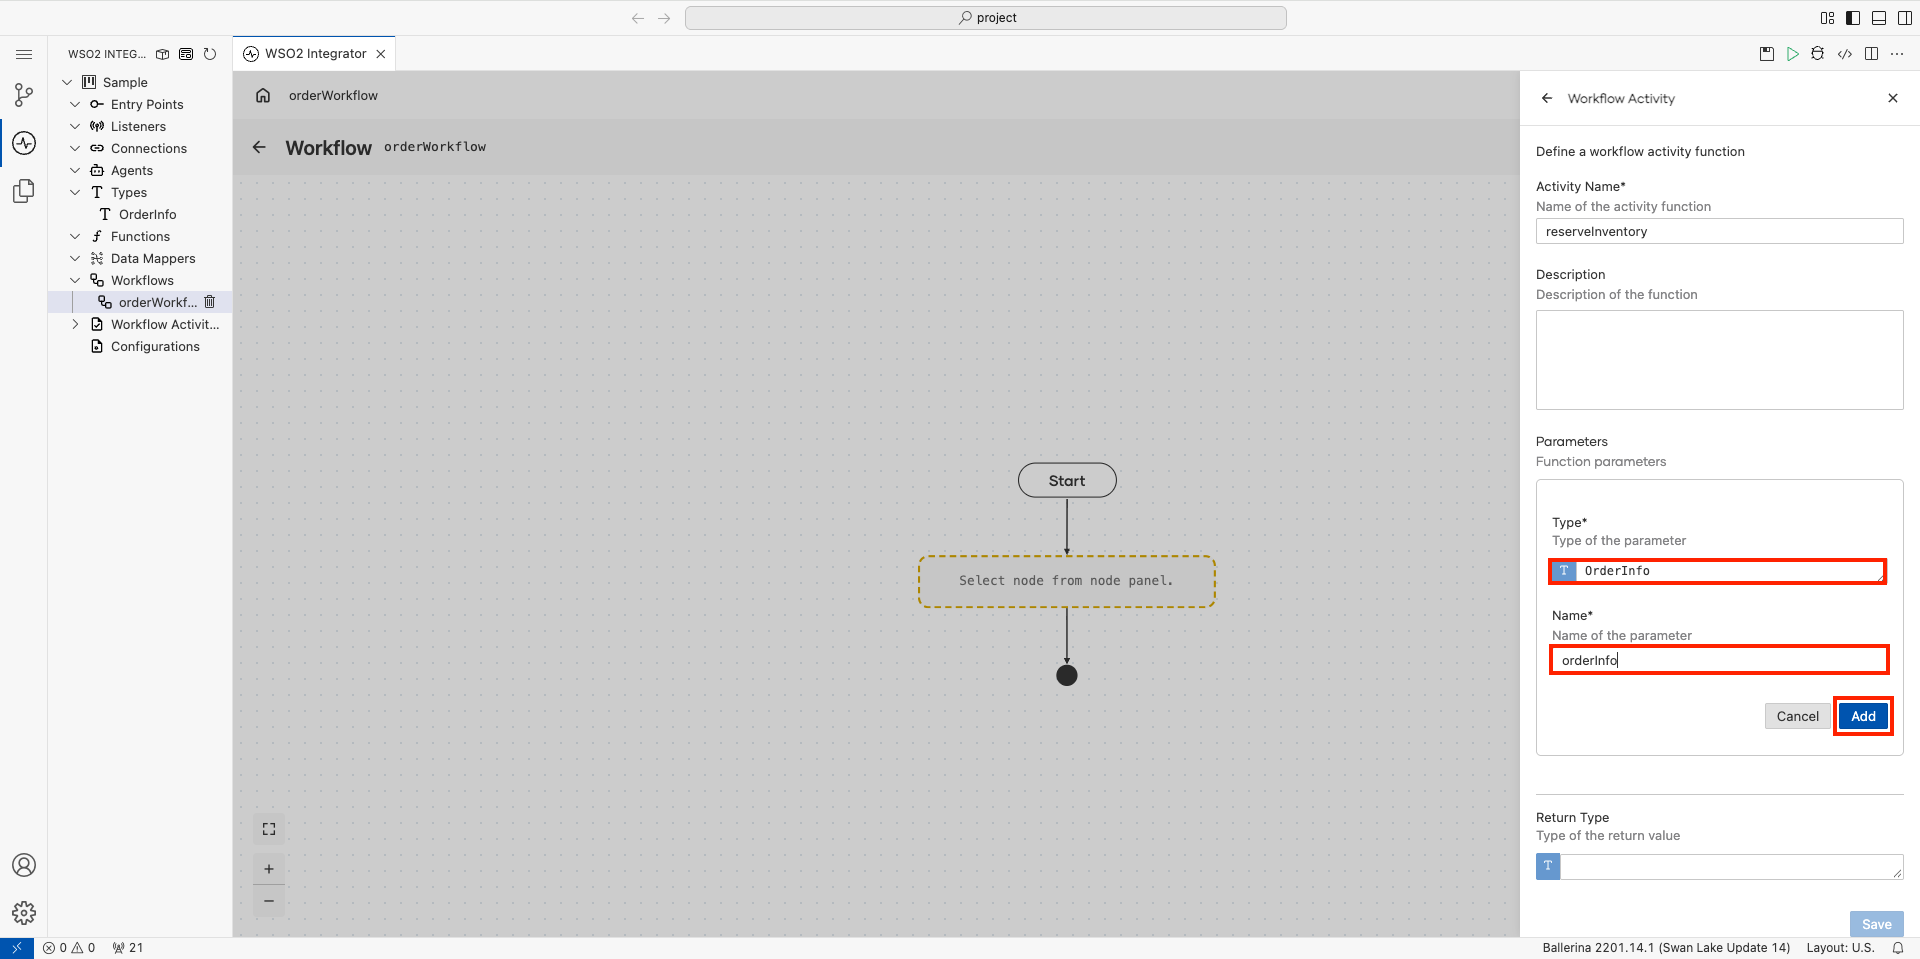 project
WSO2 INTEG...
WSO2 Integrator
Sample
Entry Points
Listeners
Connections
Agents
Types
OrderInfo
Functions
Data Mappers
Workflows
orderWorkf...
Workflow Activit...
Configurations
orderWorkflow
Workflow orderWorkflow
Start
Select node from node panel.
Workflow Activity
Define a workflow activity function
Activity Name*
Name of the activity function
reserveInventory
Description
Description of the function
Parameters
Function parameters
Type*
Type of the parameter
T OrderInfo
Name*
Name of the parameter
orderInfo
Cancel Add
Return Type
Type of the return value
T
Save
0 0 21
Ballerina 2201.14.1 (Swan Lake Update 14) Layout: U.S.